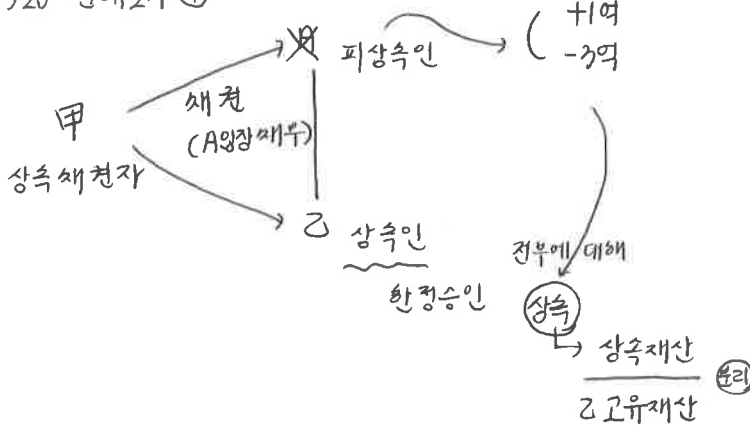 +1억
-3억
피상속인
채권
(A입장 채무)
甲
상속채권자
乙 상속인
한정승인
전부에 대해
상속
상속재산
乙 고유재산
분리